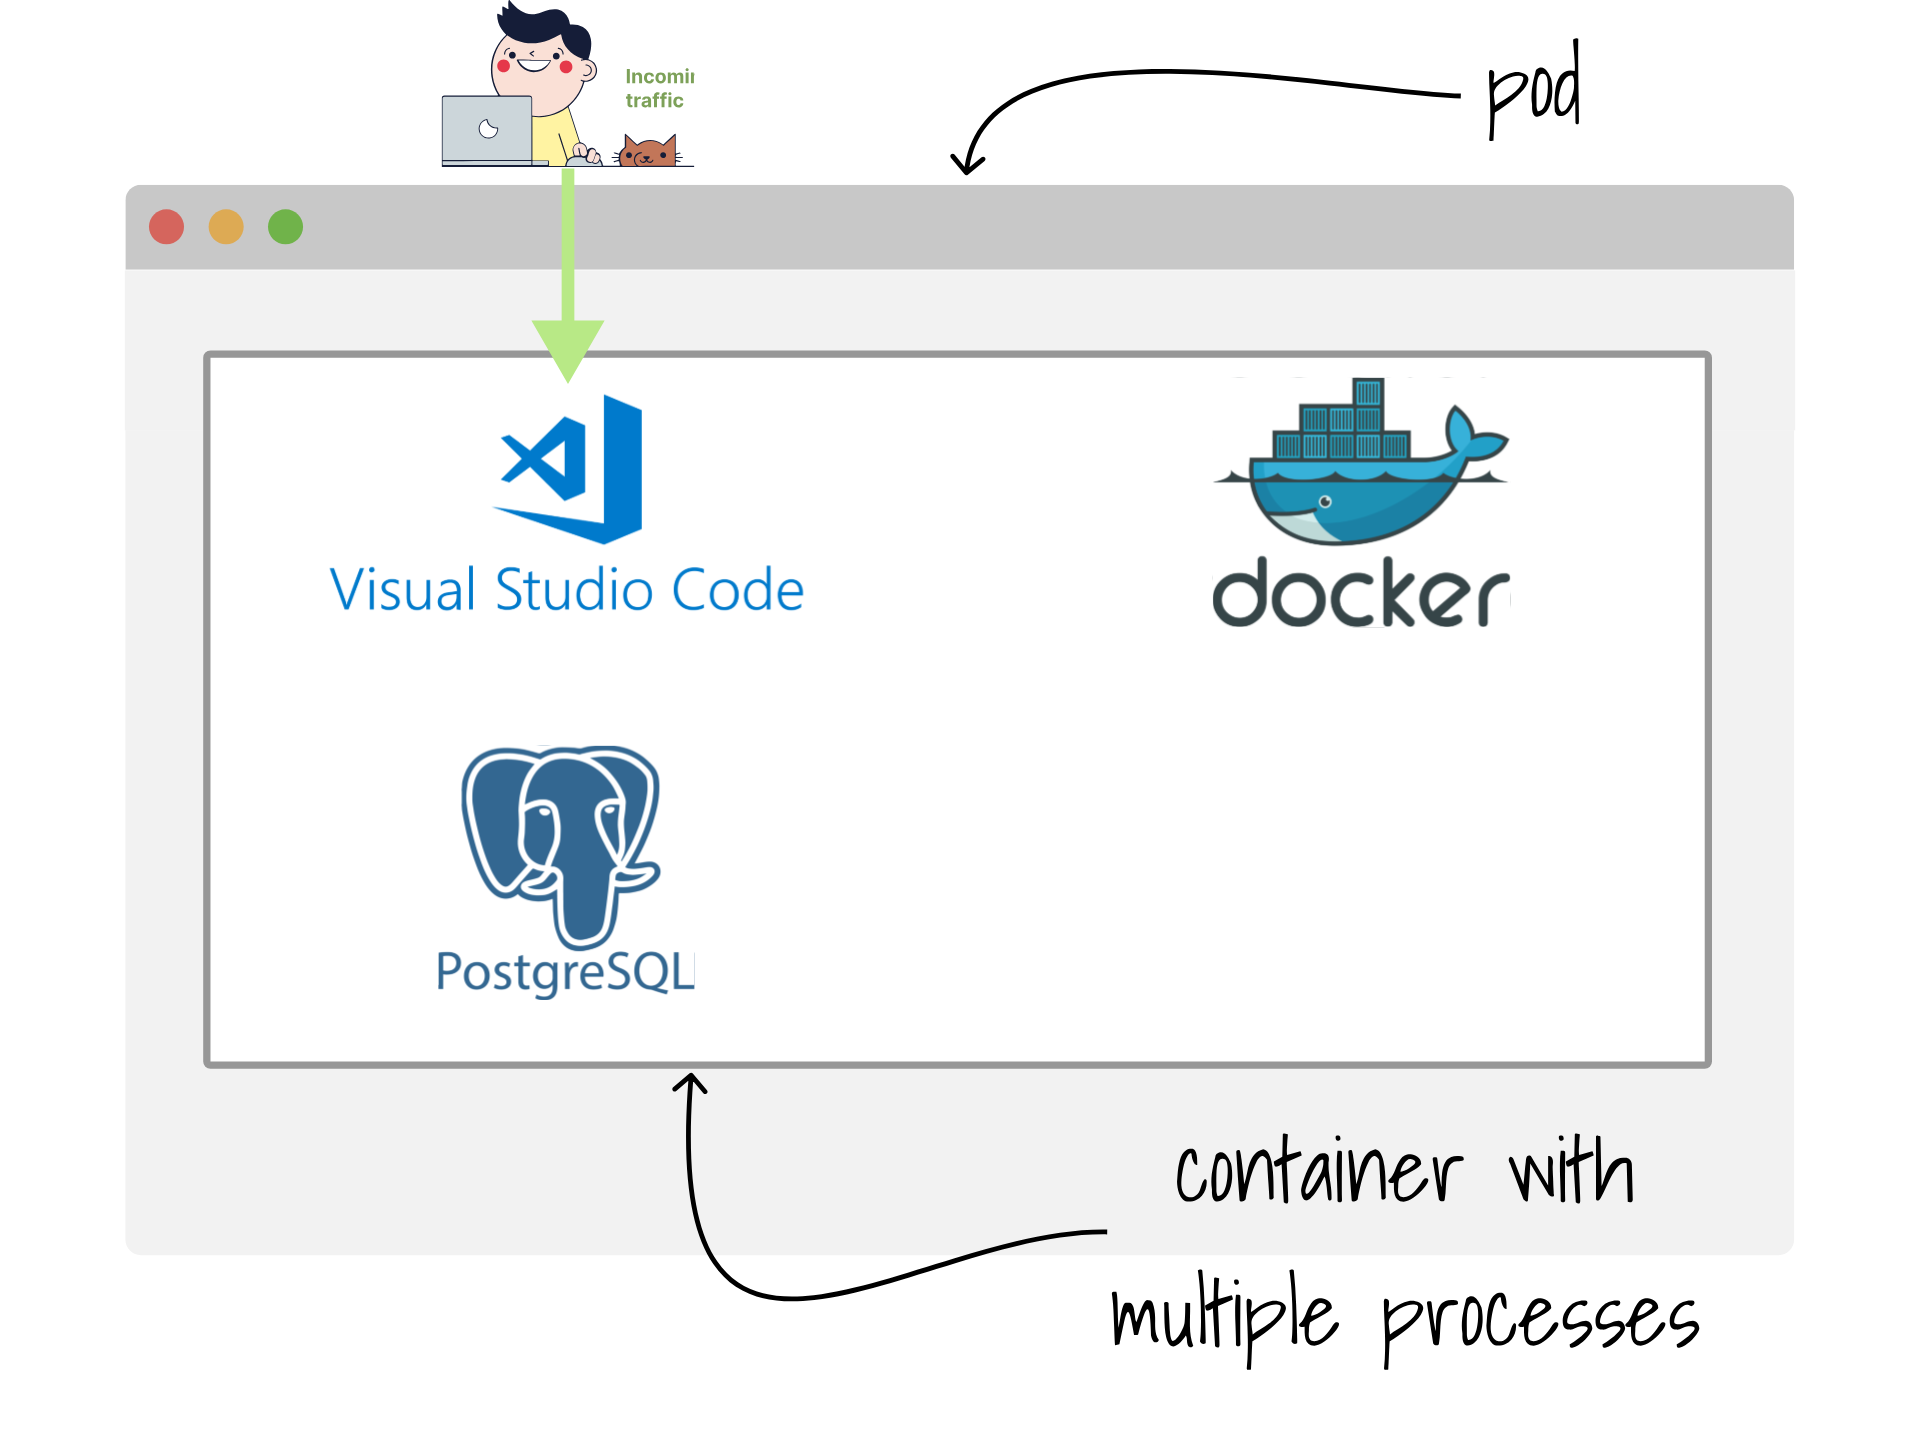 Incomi
traffic
pod
Visual Studio Code
docker
PostgreSQL
container with
multiple processes